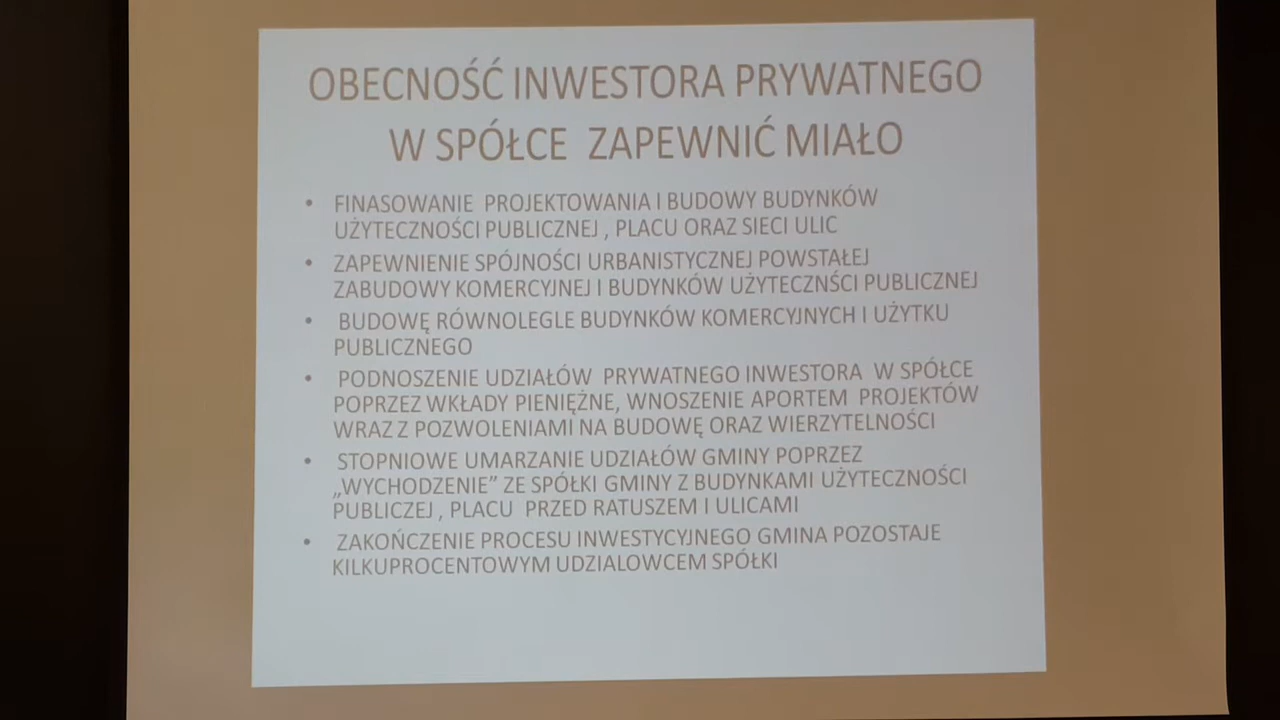 OBECNOŚĆ INWESTORA PRYWATNEGO
W SPÓŁCE ZAPEWNIĆ MIAŁO
• FINASOWANIE PROJEKTOWANIA I BUDOWY BUDYNKÓW
UŻYTECZNOŚCI PUBLICZNEJ , PLACU ORAZ SIECI ULIC
• ZAPEWNIENIE SPÓJNOŚCI URBANISTYCZNEJ POWSTAŁEJ
ZABUDOWY KOMERCYJNEJ I BUDYNKÓW UŻYTECZNŚCI PUBLICZNEJ
• BUDOWĘ RÓWNOLEGLE BUDYNKÓW KOMERCYJNYCH I UŻYTKU
PUBLICZNEGO
• PODNOSZENIE UDZIAŁÓW PRYWATNEGO INWESTORA W SPÓŁCE
POPRZEZ WKŁADY PIENIĘŻNE, WNOSZENIE APORTEM PROJEKTÓW
WRAZ Z POZWOLENIAMI NA BUDOWĘ ORAZ WIERZYTELNOŚCI
• STOPNIOWE UMARZANIE UDZIAŁÓW GMINY POPRZEZ
„WYCHODZENIE” ZE SPÓŁKI GMINY Z BUDYNKAMI UŻYTECZNOŚCI
PUBLICZEJ , PLACU PRZED RATUSZEM I ULICAMI
• ZAKOŃCZENIE PROCESU INWESTYCYJNEGO GMINA POZOSTAJE
KILKUPROCENTOWYM UDZIALOWCEM SPÓŁKI